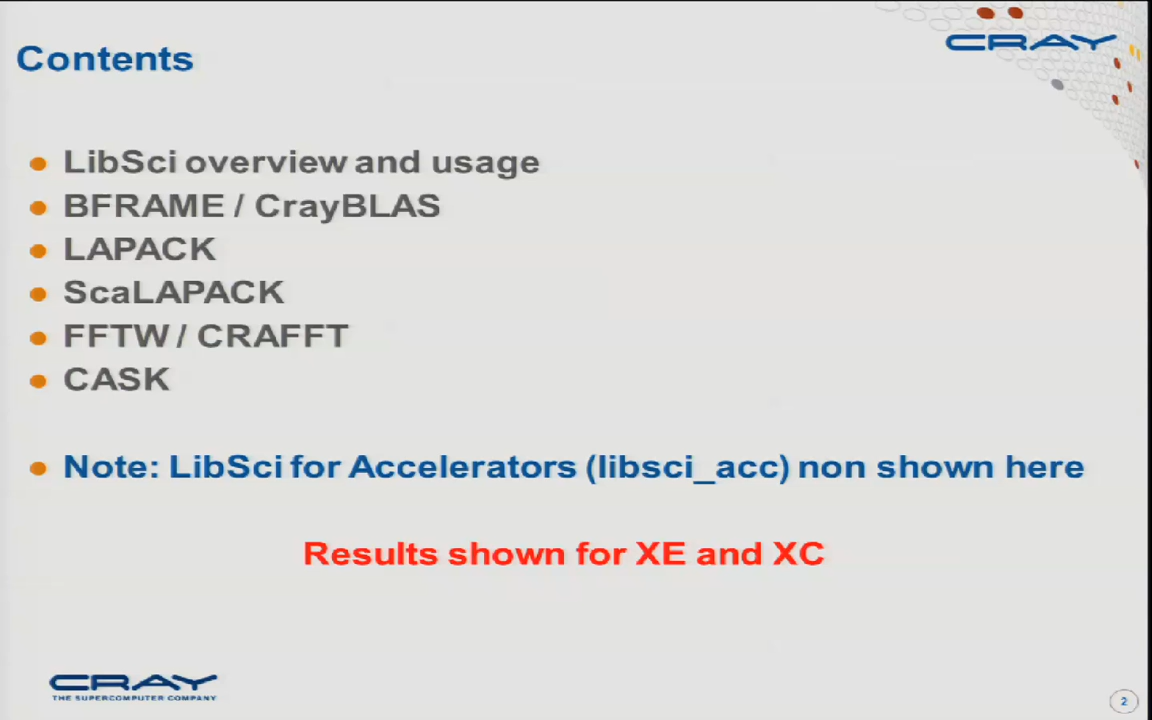 Contents
CRAY
LibSci overview and usage
BFRAME / CrayBLAS
LAPACK
ScaLAPACK
FFTW / CRAFFT
CASK
Note: LibSci for Accelerators (libsci_acc) non shown here
Results shown for XE and XC
CRAY
THE SUPERCOMPUTER COMPANY
2